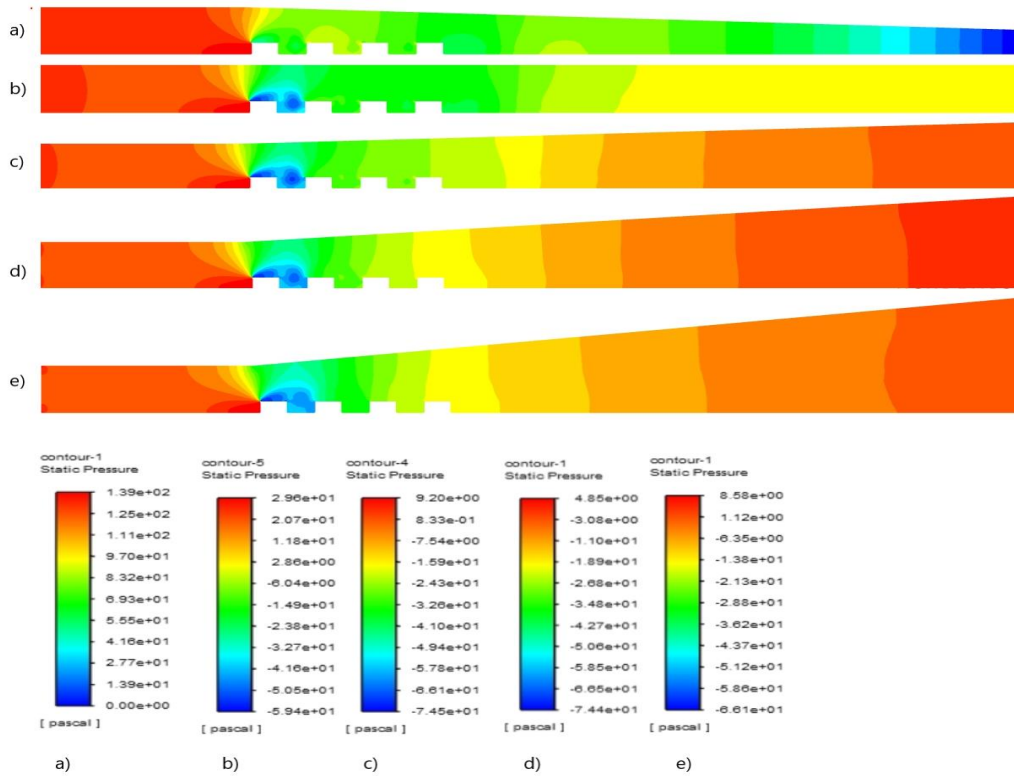 a)
b)
c)
d)
e)
contour-1
Static Pressure
1.39e+02
1.25e+02
1.11e+02
9.70e+01
8.32e+01
6.93e+01
5.55e+01
4.16e+01
2.77e+01
1.39e+01
0.00e+00
[ pascal ]
contour-5
Static Pressure
2.96e+01
2.07e+01
1.18e+01
2.86e+00
-6.04e+00
-1.49e+01
-2.38e+01
-3.27e+01
-4.16e+01
-5.05e+01
-5.94e+01
[ pascal ]
contour-4
Static Pressure
9.20e+00
8.33e-01
-7.54e+00
-1.59e+01
-2.43e+01
-3.26e+01
-4.10e+01
-4.94e+01
-5.78e+01
-6.61e+01
-7.45e+01
[ pascal ]
contour-1
Static Pressure
4.85e+00
-3.08e+00
-1.10e+01
-1.89e+01
-2.68e+01
-3.48e+01
-4.27e+01
-5.06e+01
-5.85e+01
-6.65e+01
-7.44e+01
[ pascal ]
contour-1
Static Pressure
8.58e+00
1.12e+00
-6.35e+00
-1.38e+01
-2.13e+01
-2.88e+01
-3.62e+01
-4.37e+01
-5.12e+01
-5.86e+01
-6.61e+01
[ pascal ]
a)
b)
c)
d)
e)